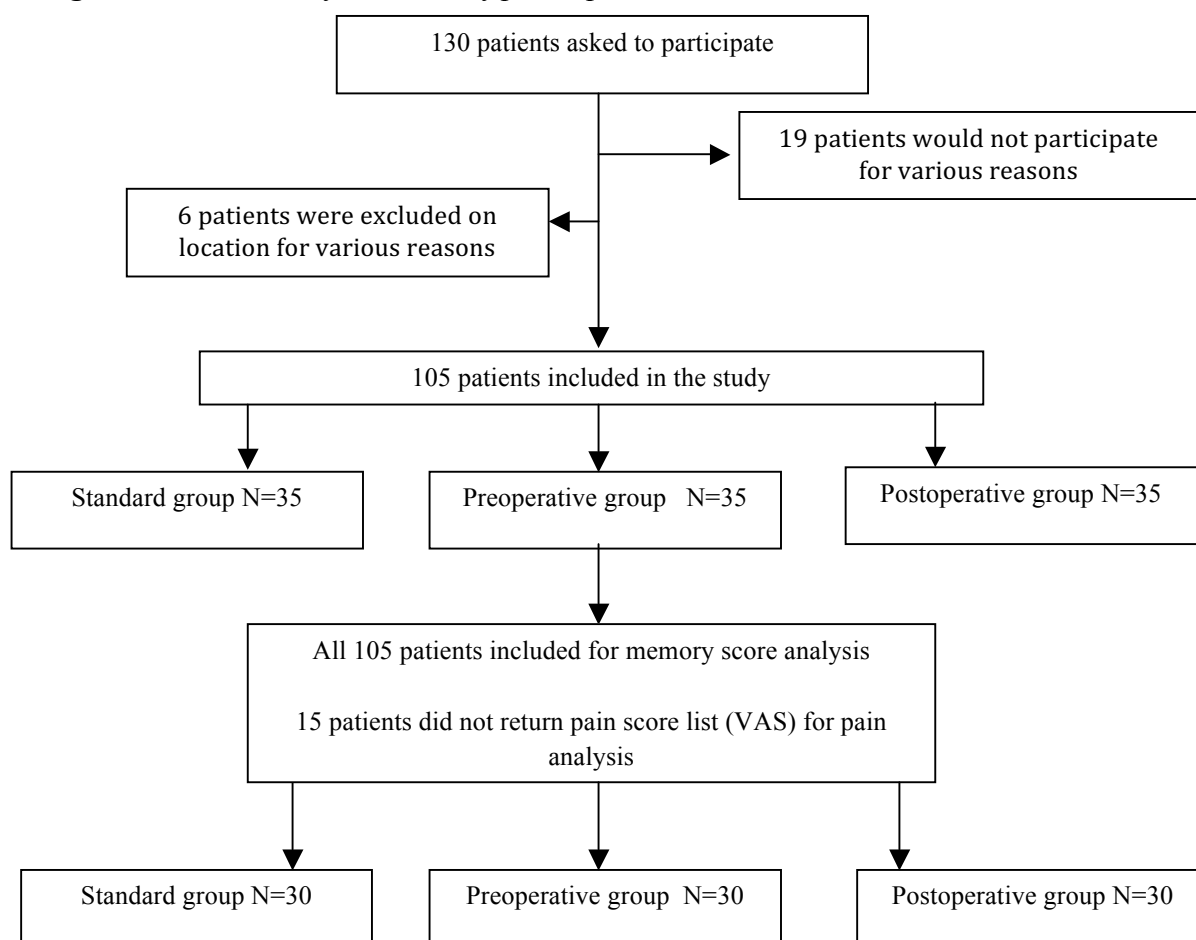 130 patients asked to participate
19 patients would not participate
for various reasons
6 patients were excluded on
location for various reasons
105 patients included in the study
Standard group N=35
Preoperative group N=35
Postoperative group N=35
All 105 patients included for memory score analysis
15 patients did not return pain score list (VAS) for pain
analysis
Standard group N=30
Preoperative group N=30
Postoperative group N=30